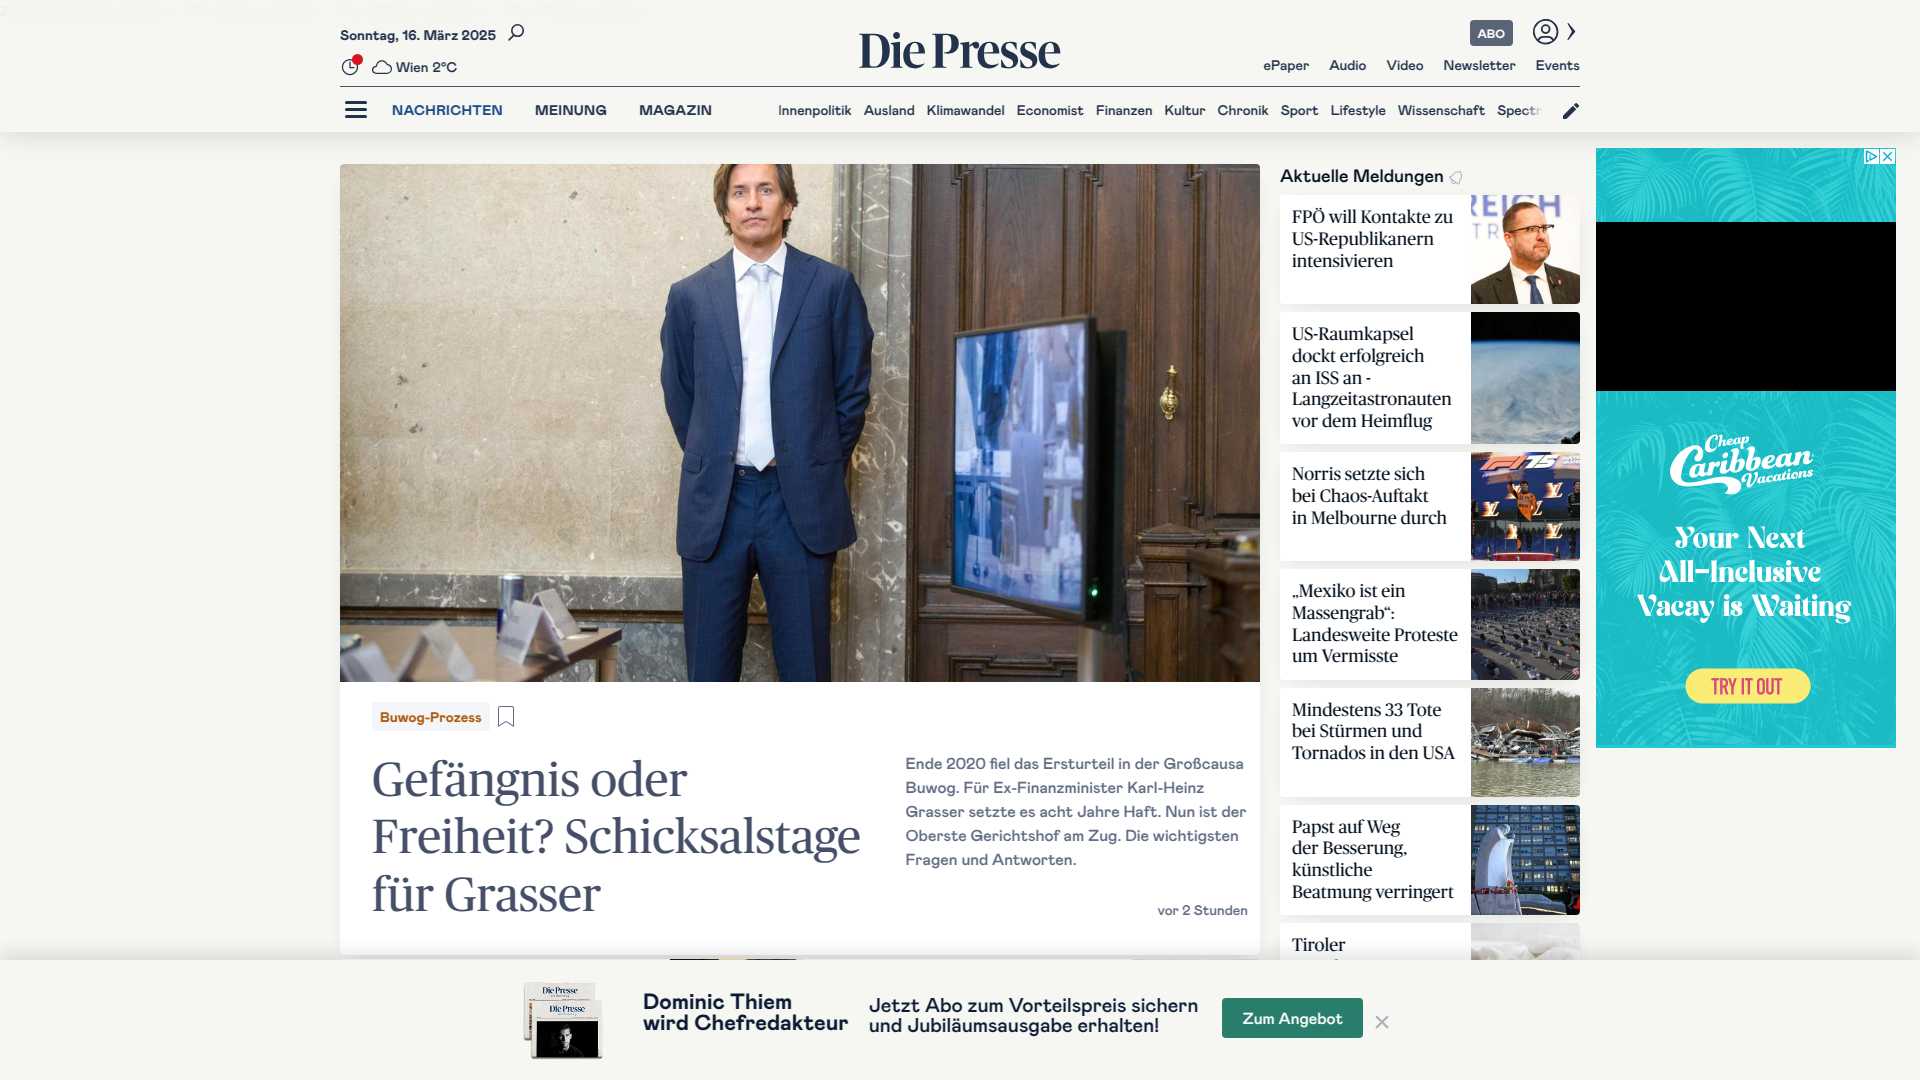 Sonntag, 16. März 2025
Wien 2°C
Die Presse
ABO
ePaper Audio Video Newsletter Events
NACHRICHTEN MEINUNG MAGAZIN
Innenpolitik Ausland Klimawandel Economist Finanzen Kultur Chronik Sport Lifestyle Wissenschaft Spectr
Buwog-Prozess
Gefängnis oder
Freiheit? Schicksalstage
für Grasser
Ende 2020 fiel das Ersturteil in der Großcausa
Buwog. Für Ex-Finanzminister Karl-Heinz
Grasser setzte es acht Jahre Haft. Nun ist der
Oberste Gerichtshof am Zug. Die wichtigsten
Fragen und Antworten.
vor 2 Stunden
Aktuelle Meldungen
FPÖ will Kontakte zu
US-Republikanern
intensivieren
REICH
US-Raumkapsel
dockt erfolgreich
an ISS an -
Langzeitastronauten
vor dem Heimflug
Norris setzte sich
bei Chaos-Auftakt
in Melbourne durch
F1 75
„Mexiko ist ein
Massengrab“:
Landesweite Proteste
um Vermisste
Mindestens 33 Tote
bei Stürmen und
Tornados in den USA
Papst auf Weg
der Besserung,
künstliche
Beatmung verringert
Tiroler
Cheap
Caribbean
Vacations
Your Next
All-Inclusive
Vacay is Waiting
TRY IT OUT
Die Presse
Die Presse
Dominic Thiem
wird Chefredakteur
Jetzt Abo zum Vorteilspreis sichern
und Jubiläumsausgabe erhalten!
Zum Angebot